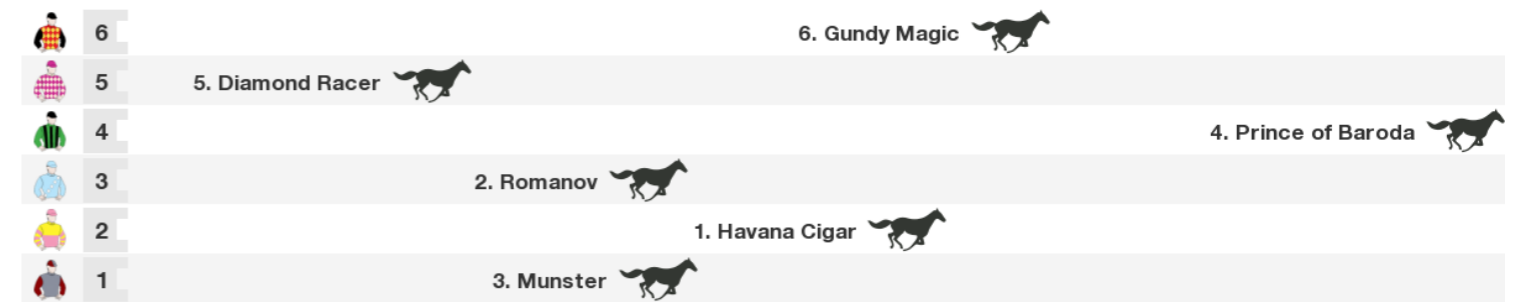 6 6. Gundy Magic
5 5. Diamond Racer
4 4. Prince of Baroda
3 2. Romanov
2 1. Havana Cigar
1 3. Munster